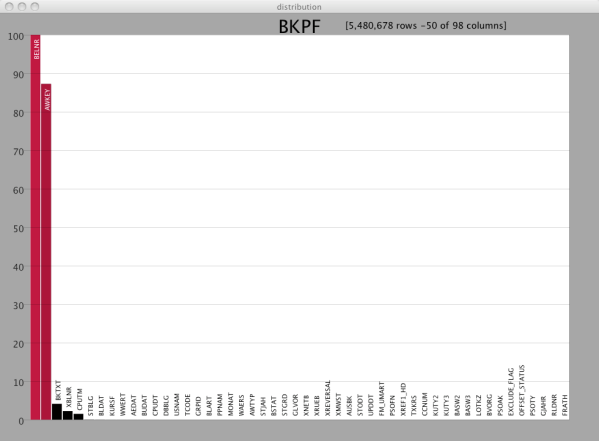 distribution
BKPF [5,480,678 rows -50 of 98 columns]
100
90
80
70
60
50
40
30
20
10
0
BELNR
AWKEY
BKTXT
XBLNR
CPUTM
STBLG
BLDAT
KURSF
WWERT
AEDAT
BUDAT
CPUDT
DBBLG
USNAM
TCODE
GRPID
BLART
PPNAM
MONAT
WAERS
AWTYP
STJAH
BSTAT
STGRD
GLVOR
XNETB
XRUEB
XREVERSAL
XMWST
AUSBK
STODT
UPDDT
FM_UMART
PSOFN
XREF1_HD
TXKRS
CCNUM
KUTY2
KUTY3
BASW2
BASW3
LOTKZ
BVORG
PSOAK
EXCLUDE_FLAG
OFFSET_STATUS
PSOTY
GJAHR
RLDNR
FRATH